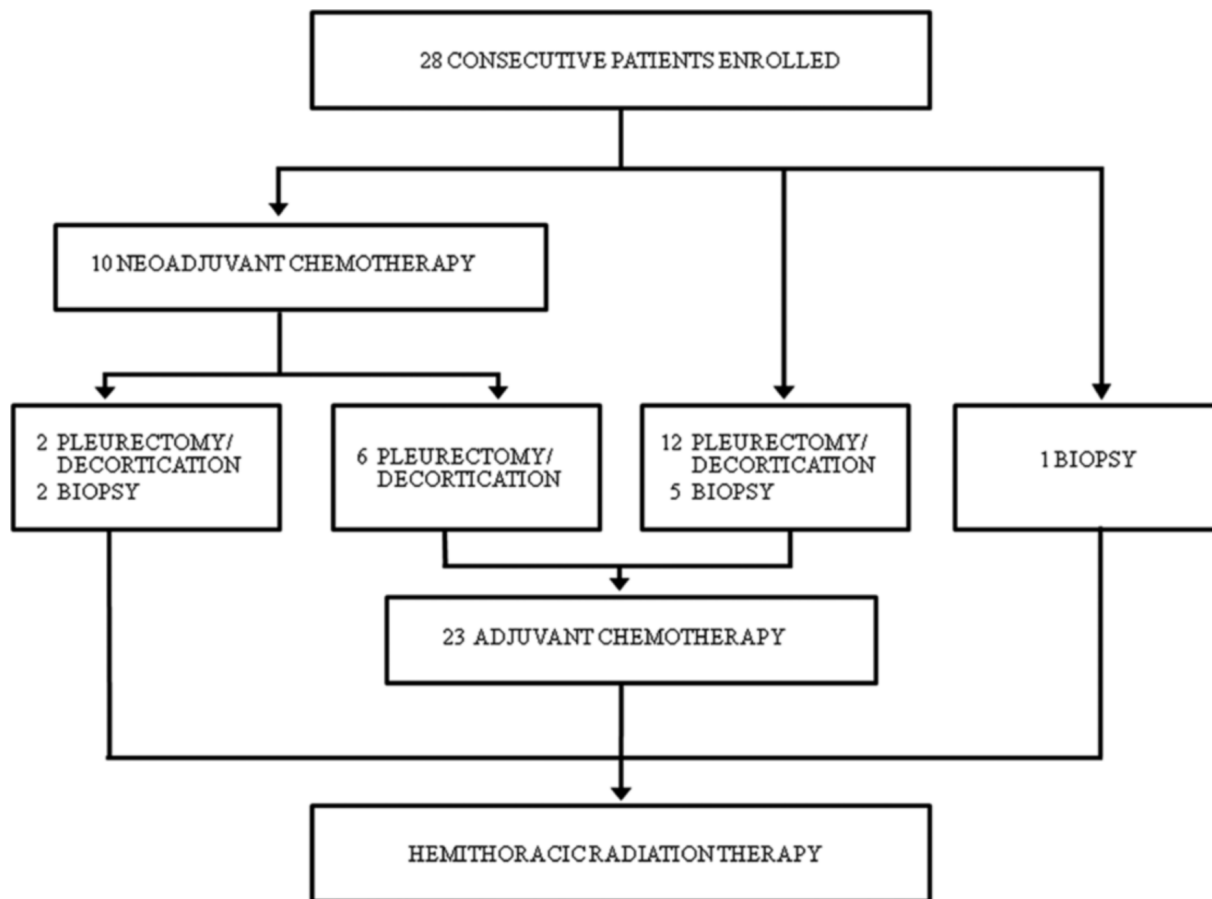 28 CONSECUTIVE PATIENTS ENROLLED
10 NEOADJUVANT CHEMOTHERAPY
2 PLEURECTOMY/
DECORTICATION
2 BIOPSY
6 PLEURECTOMY/
DECORTICATION
12 PLEURECTOMY/
DECORTICATION
5 BIOPSY
1 BIOPSY
23 ADJUVANT CHEMOTHERAPY
HEMITHORACIC RADIATION THERAPY